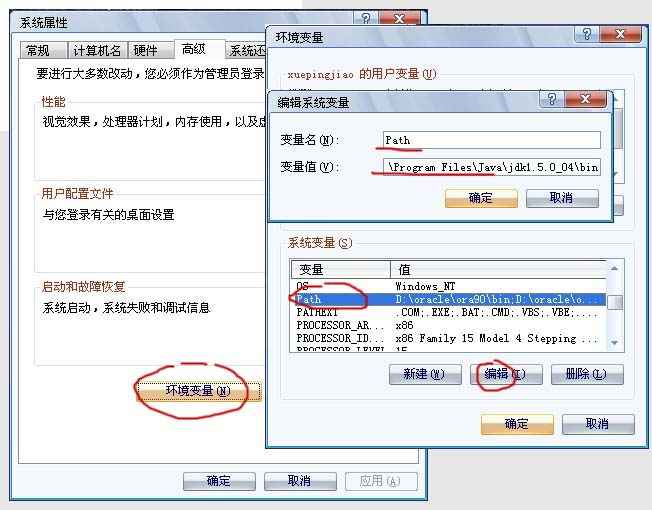 系统属性
常规
计算机名
硬件
高级
系统还
要进行大多数改动，您必须作为管理员登录
性能
视觉效果，处理器计划，内存使用，以及虚
用户配置文件
与您登录有关的桌面设置
启动和故障恢复
系统启动，系统失败和调试信息
环境变量(N)
确定
取消
应用(A)
环境变量
xuepingjiao 的用户变量(U)
编辑系统变量
变量名(N):
Path
变量值(V):
\Program Files\Java\jdk1.5.0_04\bin
确定
取消
系统变量(S)
变量
值
OS
Windows_NT
Path
D:\oracle\ora90\bin;D:\oracle\o...
PATHEXT
.COM;.EXE;.BAT;.CMD;.VBS;.VBE;...
PROCESSOR_AR...
x86
PROCESSOR_ID...
x86 Family 15 Model 4 Stepping ...
PROCESSOR_LEVEL
15
新建(W)
编辑(I)
删除(L)
确定
取消